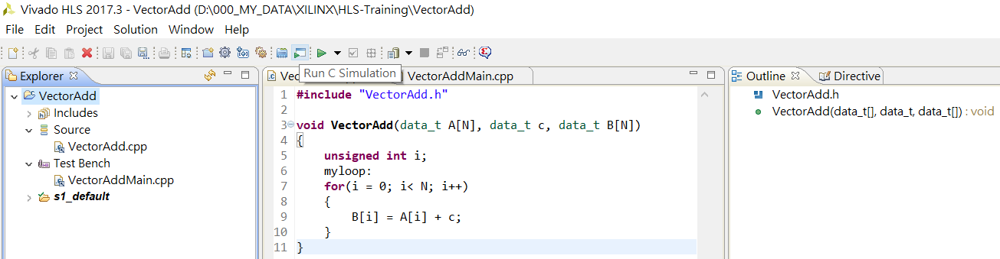 Vivado HLS 2017.3 - VectorAdd (D:\000_MY_DATA\XILINX\HLS-Training\VectorAdd)
File Edit Project Solution Window Help
Explorer
VectorAdd
Includes
Source
VectorAdd.cpp
Test Bench
VectorAddMain.cpp
s1_default
Run C Simulation
VectorAddMain.cpp
1 #include "VectorAdd.h"
2
3 void VectorAdd(data_t A[N], data_t c, data_t B[N])
4 {
5 unsigned int i;
6 myloop:
7 for(i = 0; i< N; i++)
8 {
9 B[i] = A[i] + c;
10 }
11 }
Outline Directive
VectorAdd.h
VectorAdd(data_t[], data_t, data_t[]) : void